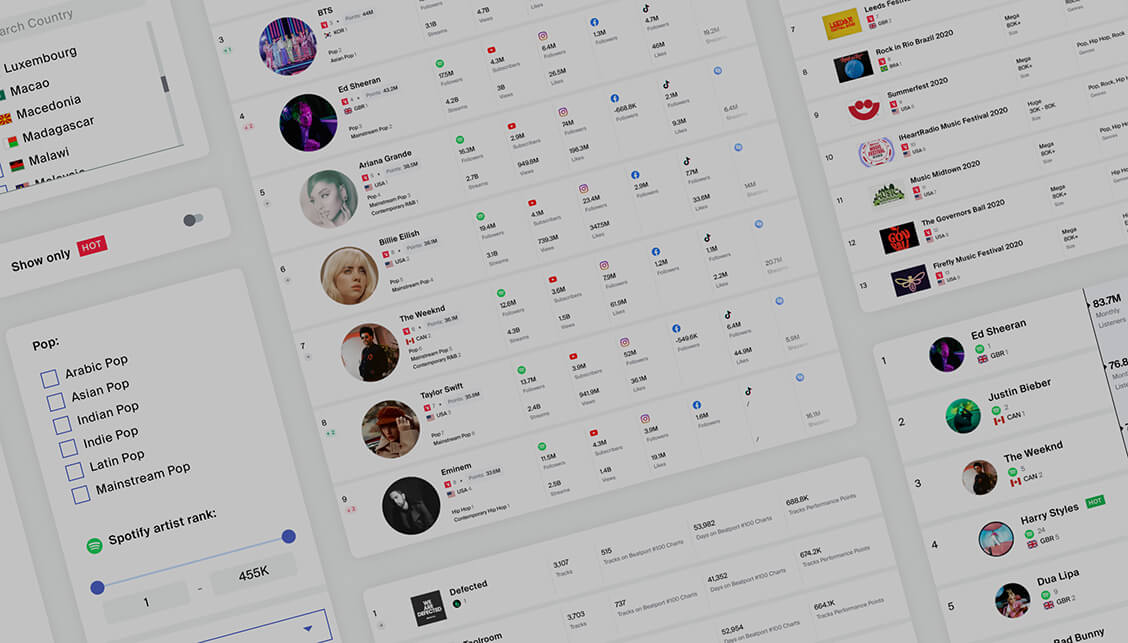 arch Country
Luxembourg
Macao
Macedonia
Madagascar
Malawi
Malaysia
Show only HOT
Pop:
Arabic Pop
Asian Pop
Indian Pop
Indie Pop
Latin Pop
Mainstream Pop
Spotify artist rank:
1 - 455K
3
BTS
Points: 44M
KOR 1
Pop 2
Asian Pop 1
3.1B
Streams
4.7B
Views
6.4M
Followers
26.5M
Likes
1.3M
Followers
4.7M
Followers
46M
Likes
19.2M
4
Ed Sheeran
4 Points: 43.2M
GBR 1
Pop 3
Mainstream Pop 2
17.5M
Followers
4.2B
Streams
4.3M
Subscribers
3B
Views
74M
Followers
198.3M
Likes
-668.8K
Followers
2.1M
Followers
9.3M
Likes
6.4M
5
Ariana Grande
5 Points: 38.5M
USA 1
Pop 4
Mainstream Pop 3
Contemporary R&B 1
16.3M
Followers
2.7B
Streams
2.9M
Subscribers
949.8M
Views
23.4M
Followers
347.5M
Likes
2.9M
Followers
7.7M
Followers
33.8M
Likes
14M
6
Billie Eilish
6 Points: 36.1M
USA 2
Pop 5
Mainstream Pop 4
19.4M
Followers
3.1B
Streams
4.1M
Subscribers
739.3M
Views
7.9M
Followers
61.9M
Likes
1.2M
Followers
1.1M
Followers
2.2M
Likes
20.7M
7
The Weeknd
Points: 36.1M
CAN 2
Pop 6
Mainstream Pop 5
Contemporary R&B 2
12.6M
Followers
4.3B
Streams
3.6M
Subscribers
1.5B
Views
52M
Followers
36.1M
Likes
-549.6K
Followers
6.4M
Followers
44.9M
Likes
5.9M
8
Taylor Swift
7 Points: 35.9M
USA 3
Pop 7
Mainstream Pop 6
13.7M
Followers
2.4B
Streams
3.9M
Subscribers
941.9M
Views
3.9M
Followers
19.1M
Likes
1.6M
Followers
16.1M
9
Eminem
Points: 33.6M
USA 4
Hip Hop 1
Contemporary Hip Hop 1
11.5M
Followers
2.5B
Streams
4.3M
Subscribers
1.4B
Views
1
Defected
1
WE ARE DEFECTED
3,107
Tracks
515
Tracks on Beatport #100 Charts
53,982
Days on Beatport #100 Charts
688.8K
Tracks Performance Points
3,703
Tracks
737
Tracks on Beatport #100 Charts
41,352
Days on Beatport #100 Charts
674.2K
Tracks Performance Points
Toolroom
52,954
Days on Beatport #100 Charts
664.1K
Tracks Performance Points
7
Leeds Festival
GBR 2
8
Rock in Rio Brazil 2020
BRA 1
Mega
80K+
Size
Pop, Hip Hop, Rock
Genres
9
Summerfest 2020
USA 5
Mega
80K+
Size
10
IHeartRadio Music Festival 2020
10
USA 6
Huge
30K - 80K
Size
Pop, Rock
Genres
11
Music Midtown 2020
USA 7
Mega
80K+
Size
12
The Governors Ball 2020
USA 8
13
Firefly Music Festival 2020
USA 9
Mega
80K+
Size
1
Ed Sheeran
1
GBR 1
83.7M
Monthly
Listeners
2
Justin Bieber
2
CAN 1
76.8
3
The Weeknd
5
CAN 2
4
Harry Styles HOT
24
GBR 5
5
Dua Lipa
9
GBR 2
Bad Bunny